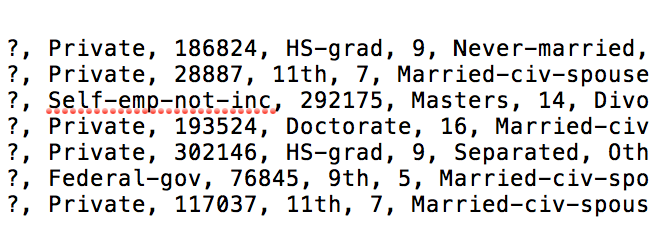 ?, Private, 186824, HS-grad, 9, Never-married,
?, Private, 28887, 11th, 7, Married-civ-spouse
?, Self-emp-not-inc, 292175, Masters, 14, Divo
?, Private, 193524, Doctorate, 16, Married-civ
?, Private, 302146, HS-grad, 9, Separated, Oth
?, Federal-gov, 76845, 9th, 5, Married-civ-spo
?, Private, 117037, 11th, 7, Married-civ-spous